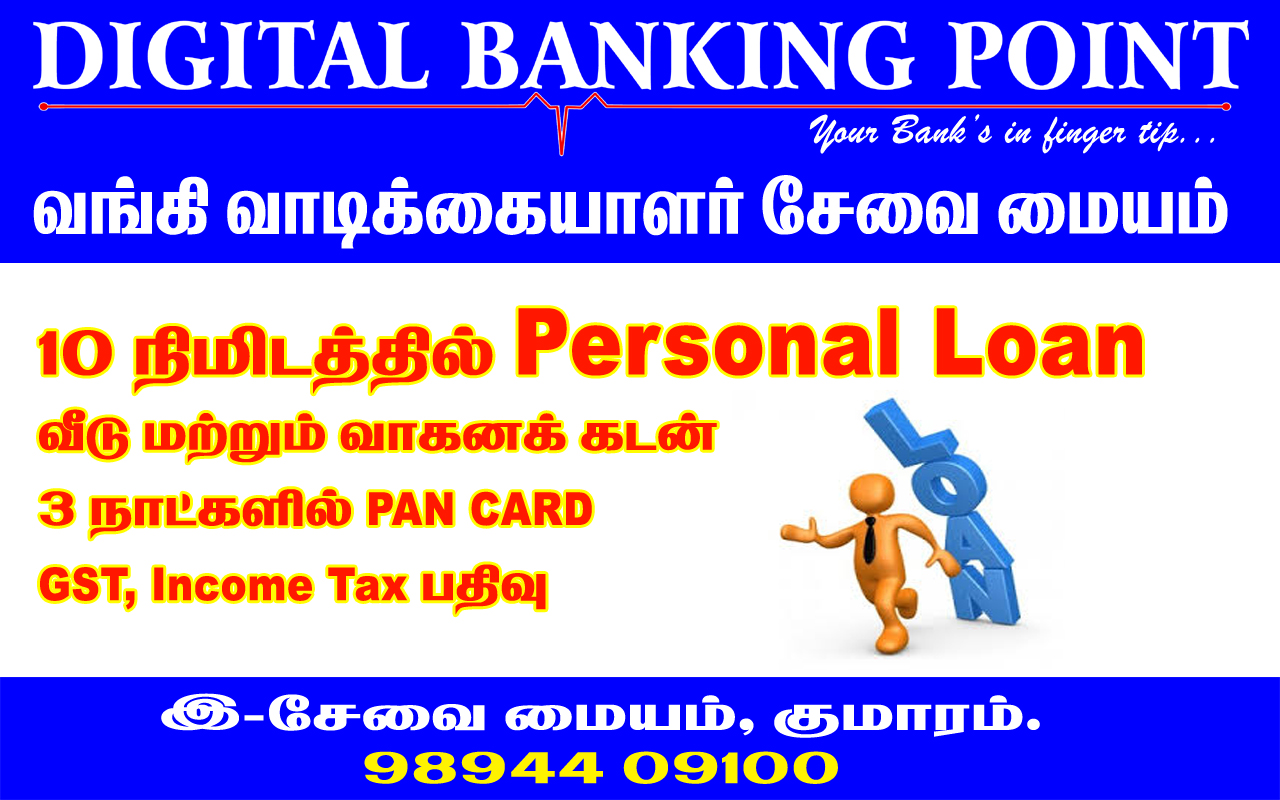 DIGITAL BANKING POINT
Your Bank's in finger tip...
வங்கி வாடிக்கையாளர் சேவை மையம்
10 நிமிடத்தில் Personal Loan
வீடு மற்றும் வாகனக் கடன்
3 நாட்களில் PAN CARD
GST, Income Tax பதிவு
LOAN
இ-சேவை மையம், குமாரம்.
98944 09100